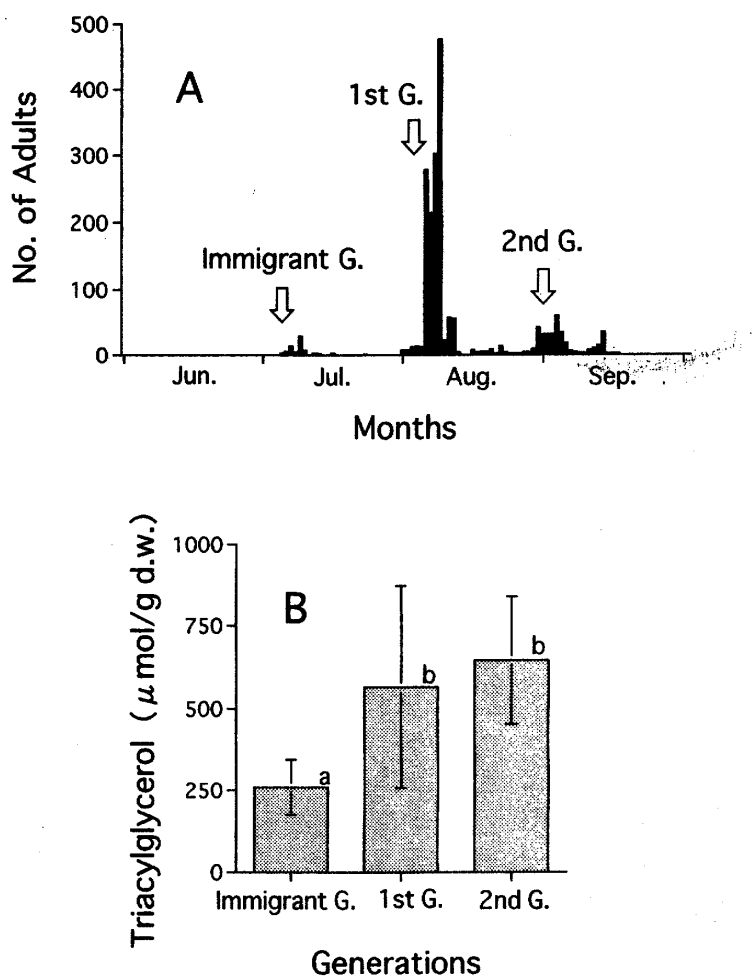 A
No. of Adults
500
400
300
200
100
0
1st G.
Immigrant G.
2nd G.
Jun. Jul. Aug. Sep.
Months
B
Triacylglycerol (μ mol/g d.w.)
1000
750
500
250
0
a
b
b
Immigrant G. 1st G. 2nd G.
Generations